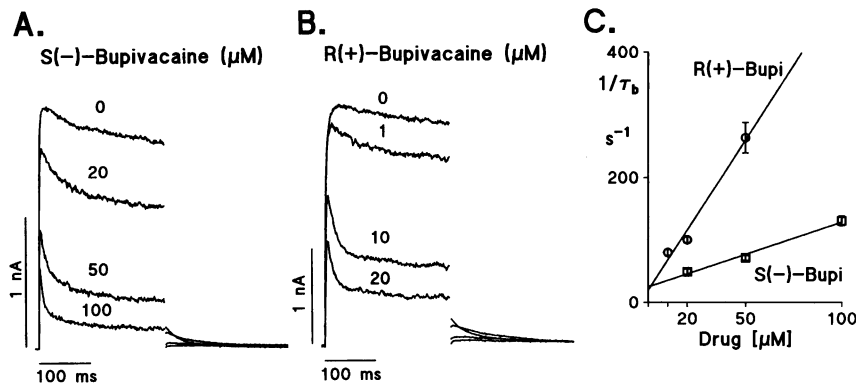 A.
S(−)−Bupivacaine (μM)
0
20
50
100
1 nA
100 ms
B.
R(+)−Bupivacaine (μM)
0
1
10
20
1 nA
100 ms
C.
400
1/τb
R(+)−Bupi
s−1
200
S(−)−Bupi
0
20
50
100
Drug [μM]